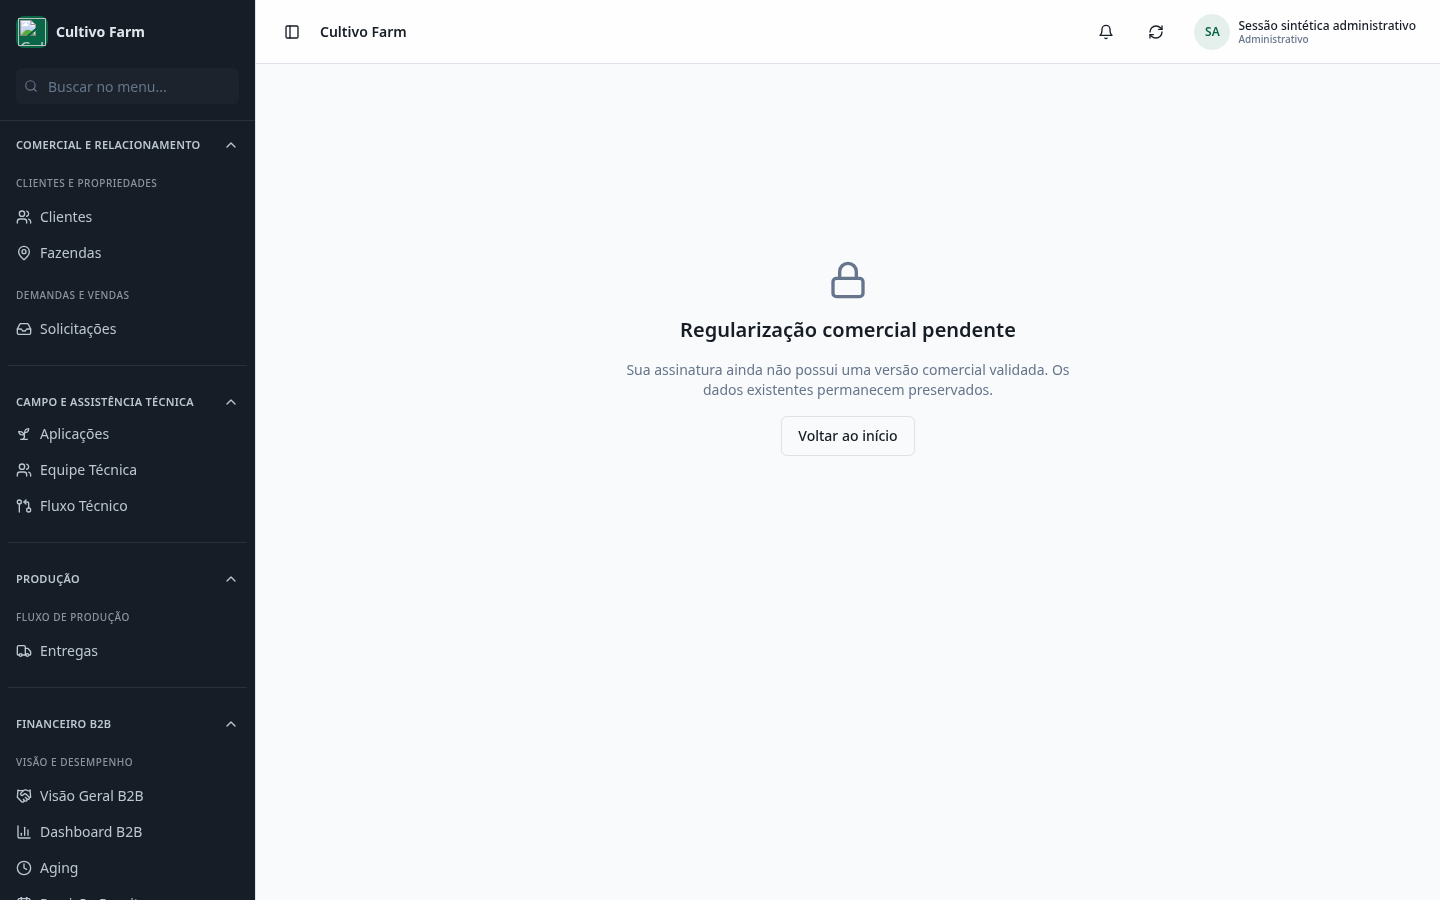 Cultivo Farm
Buscar no menu...
COMERCIAL E RELACIONAMENTO
CLIENTES E PROPRIEDADES
Clientes
Fazendas
DEMANDAS E VENDAS
Solicitações
CAMPO E ASSISTÊNCIA TÉCNICA
Aplicações
Equipe Técnica
Fluxo Técnico
PRODUÇÃO
FLUXO DE PRODUÇÃO
Entregas
FINANCEIRO B2B
VISÃO E DESEMPENHO
Visão Geral B2B
Dashboard B2B
Aging
Cultivo Farm
SA
Sessão sintética administrativo
Administrativo
Regularização comercial pendente
Sua assinatura ainda não possui uma versão comercial validada. Os
dados existentes permanecem preservados.
Voltar ao início